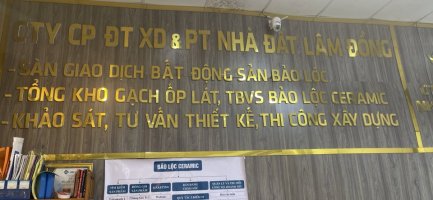 CTY CP ĐT XD & PT NHÀ ĐẤT LÂM ĐỒNG
- SÀN GIAO DỊCH BẤT ĐỘNG SẢN BẢO LỘC
- TỔNG KHO GẠCH ỐP LÁT, TBVS BẢO LỘC CERAMIC
- KHẢO SÁT, TƯ VẤN THIẾT KẾ, THI CÔNG XÂY DỰNG
BẢO LỘC CERAMIC